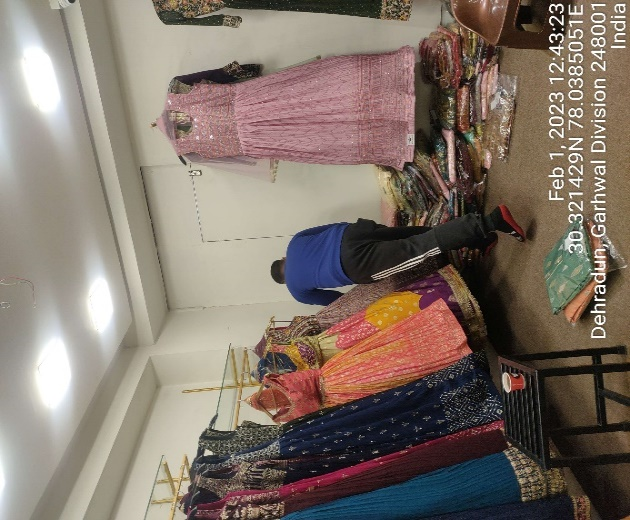 Feb 1, 2023 12:43:23
30.321429N 78.0385051E
Dehradun, Garhwal Division 248001
India